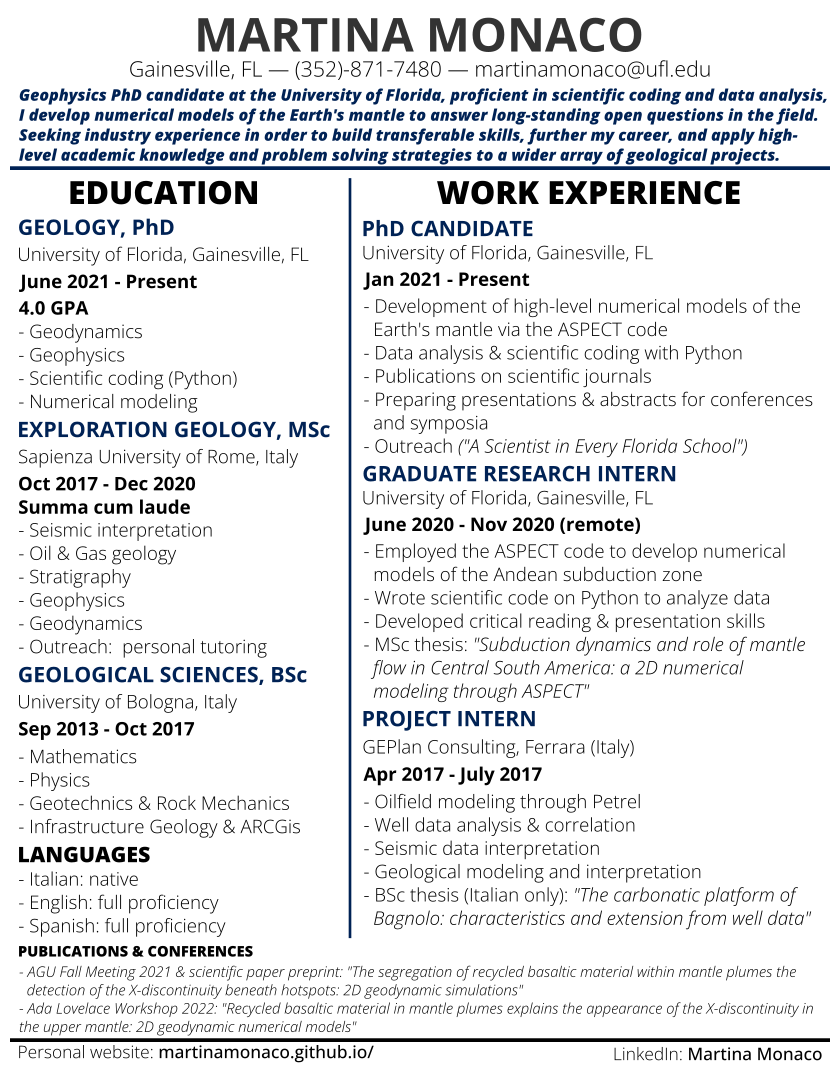 MARTINA MONACO
Gainesville, FL — (352)-871-7480 — martinamonaco@ufl.edu
Geophysics PhD candidate at the University of Florida, proficient in scientific coding and data analysis,
I develop numerical models of the Earth's mantle to answer long-standing open questions in the field.
Seeking industry experience in order to build transferable skills, further my career, and apply high-
level academic knowledge and problem solving strategies to a wider array of geological projects.
EDUCATION
GEOLOGY, PhD
University of Florida, Gainesville, FL
June 2021 - Present
4.0 GPA
- Geodynamics
- Geophysics
- Scientific coding (Python)
- Numerical modeling
EXPLORATION GEOLOGY, MSc
Sapienza University of Rome, Italy
Oct 2017 - Dec 2020
Summa cum laude
- Seismic interpretation
- Oil & Gas geology
- Stratigraphy
- Geophysics
- Geodynamics
- Outreach: personal tutoring
GEOLOGICAL SCIENCES, BSc
University of Bologna, Italy
Sep 2013 - Oct 2017
- Mathematics
- Physics
- Geotechnics & Rock Mechanics
- Infrastructure Geology & ARCGis
LANGUAGES
- Italian: native
- English: full proficiency
- Spanish: full proficiency
WORK EXPERIENCE
PhD CANDIDATE
University of Florida, Gainesville, FL
Jan 2021 - Present
- Development of high-level numerical models of the
Earth's mantle via the ASPECT code
- Data analysis & scientific coding with Python
- Publications on scientific journals
- Preparing presentations & abstracts for conferences
and symposia
- Outreach ("A Scientist in Every Florida School")
GRADUATE RESEARCH INTERN
University of Florida, Gainesville, FL
June 2020 - Nov 2020 (remote)
- Employed the ASPECT code to develop numerical
models of the Andean subduction zone
- Wrote scientific code on Python to analyze data
- Developed critical reading & presentation skills
- MSc thesis: "Subduction dynamics and role of mantle
flow in Central South America: a 2D numerical
modeling through ASPECT"
PROJECT INTERN
GEPlan Consulting, Ferrara (Italy)
Apr 2017 - July 2017
- Oilfield modeling through Petrel
- Well data analysis & correlation
- Seismic data interpretation
- Geological modeling and interpretation
- BSc thesis (Italian only): "The carbonatic platform of
Bagnolo: characteristics and extension from well data"
PUBLICATIONS & CONFERENCES
- AGU Fall Meeting 2021 & scientific paper preprint: "The segregation of recycled basaltic material within mantle plumes the
detection of the X-discontinuity beneath hotspots: 2D geodynamic simulations"
- Ada Lovelace Workshop 2022: "Recycled basaltic material in mantle plumes explains the appearance of the X-discontinuity in
the upper mantle: 2D geodynamic numerical models"
Personal website: martinamonaco.github.io/
LinkedIn: Martina Monaco